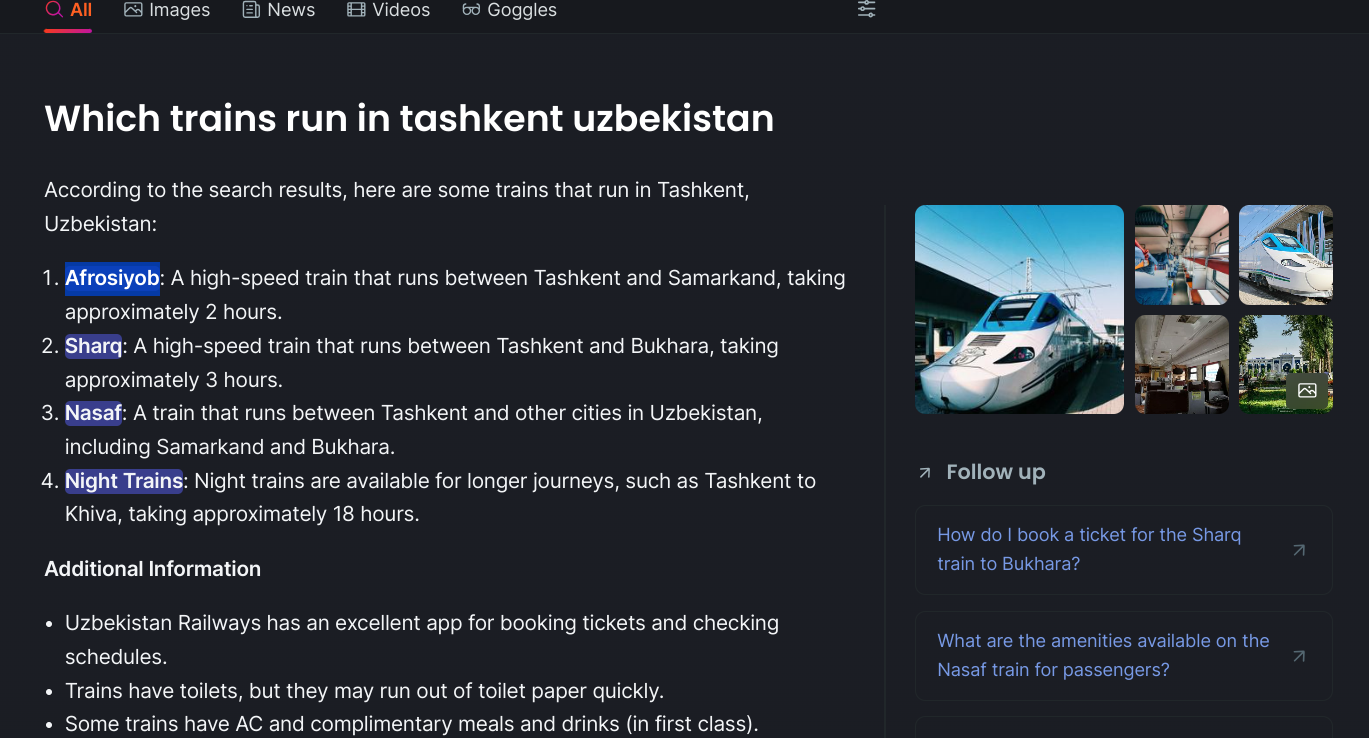 All Images News Videos Goggles
Which trains run in tashkent uzbekistan
According to the search results, here are some trains that run in Tashkent,
Uzbekistan:
1. Afrosiyob: A high-speed train that runs between Tashkent and Samarkand, taking
approximately 2 hours.
2. Sharq: A high-speed train that runs between Tashkent and Bukhara, taking
approximately 3 hours.
3. Nasaf: A train that runs between Tashkent and other cities in Uzbekistan,
including Samarkand and Bukhara.
4. Night Trains: Night trains are available for longer journeys, such as Tashkent to
Khiva, taking approximately 18 hours.
Additional Information
• Uzbekistan Railways has an excellent app for booking tickets and checking
schedules.
• Trains have toilets, but they may run out of toilet paper quickly.
• Some trains have AC and complimentary meals and drinks (in first class).
Follow up
How do I book a ticket for the Sharq
train to Bukhara?
What are the amenities available on the
Nasaf train for passengers?